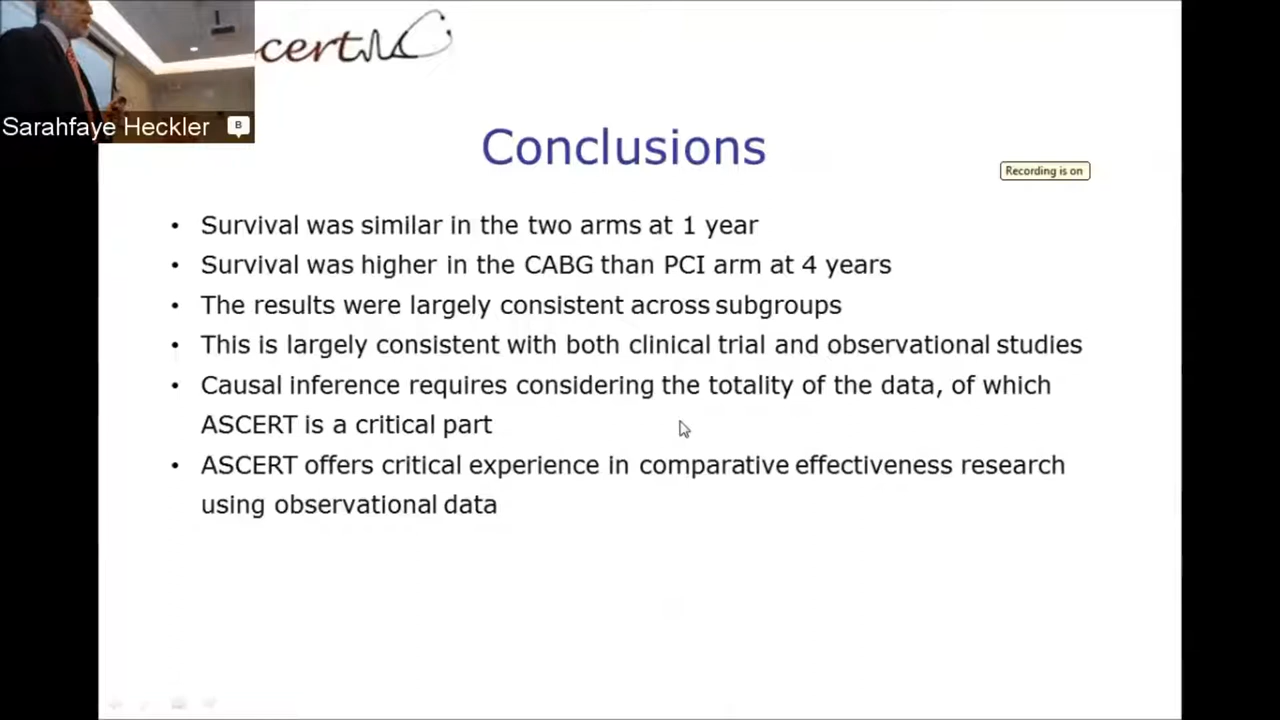 cert
Sarahfaye Heckler
B
Conclusions
Recording is on
• Survival was similar in the two arms at 1 year
• Survival was higher in the CABG than PCI arm at 4 years
• The results were largely consistent across subgroups
• This is largely consistent with both clinical trial and observational studies
• Causal inference requires considering the totality of the data, of which
ASCERT is a critical part
• ASCERT offers critical experience in comparative effectiveness research
using observational data